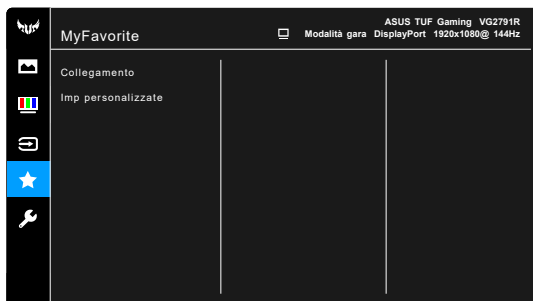 ASUS TUF Gaming VG2791R
MyFavorite
Modalità gara DisplayPort 1920x1080@ 144Hz
Collegamento
Imp personalizzate